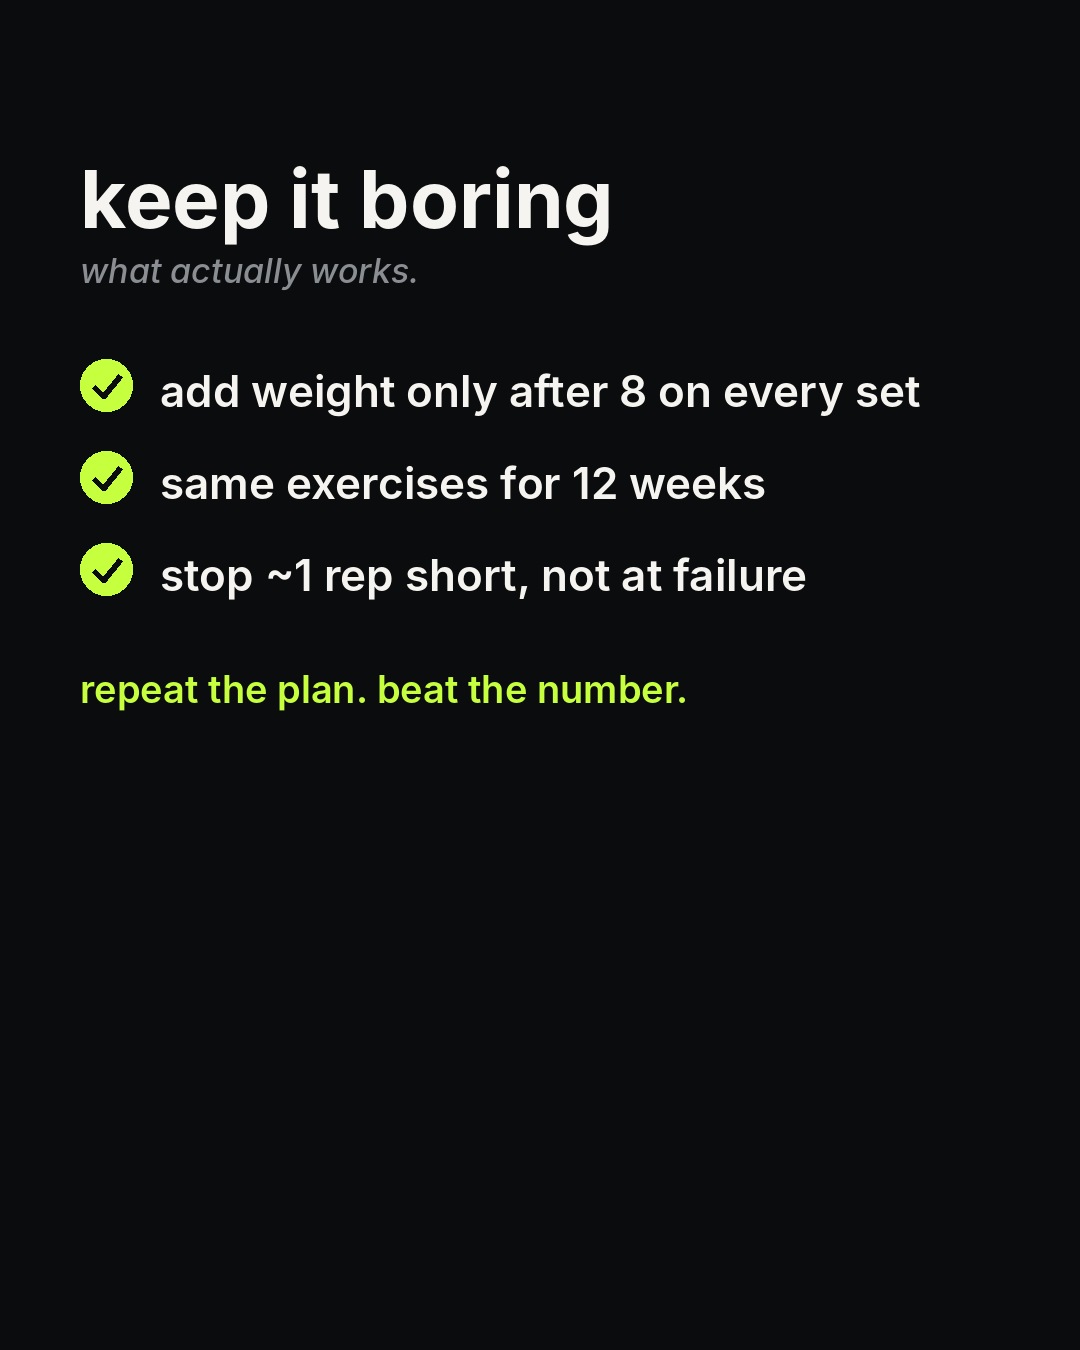 keep it boring
what actually works.
add weight only after 8 on every set
same exercises for 12 weeks
stop ~1 rep short, not at failure
repeat the plan. beat the number.